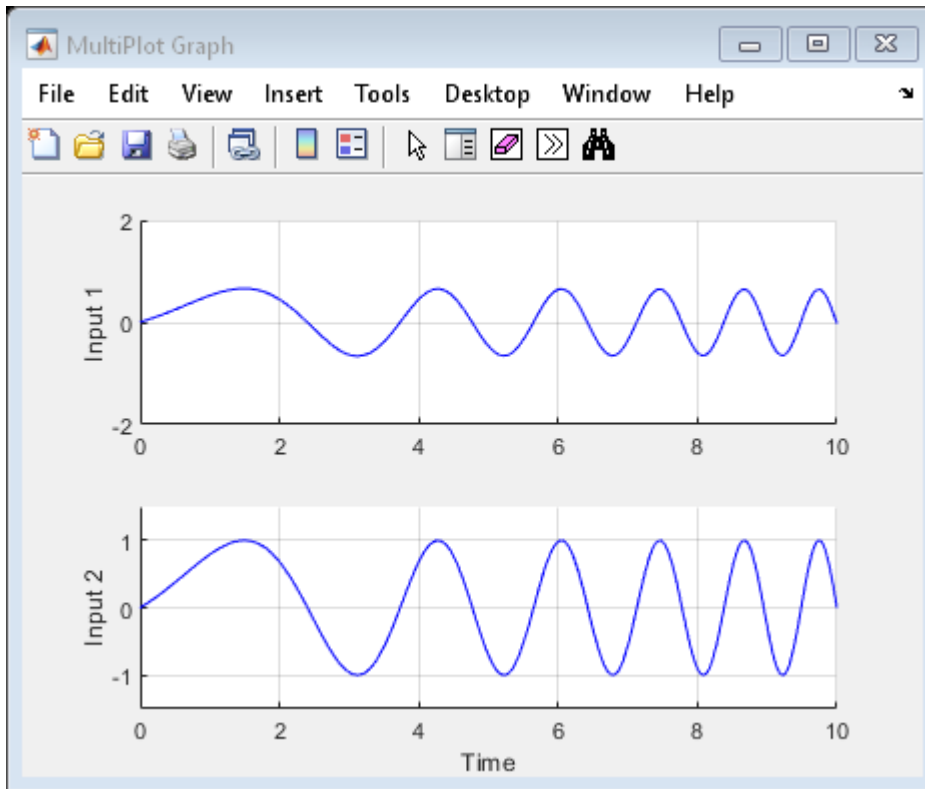 MultiPlot Graph
File Edit View Insert Tools Desktop Window Help
2
0
-2
Input 1
0 2 4 6 8 10
1
0
-1
Input 2
0 2 4 6 8 10
Time